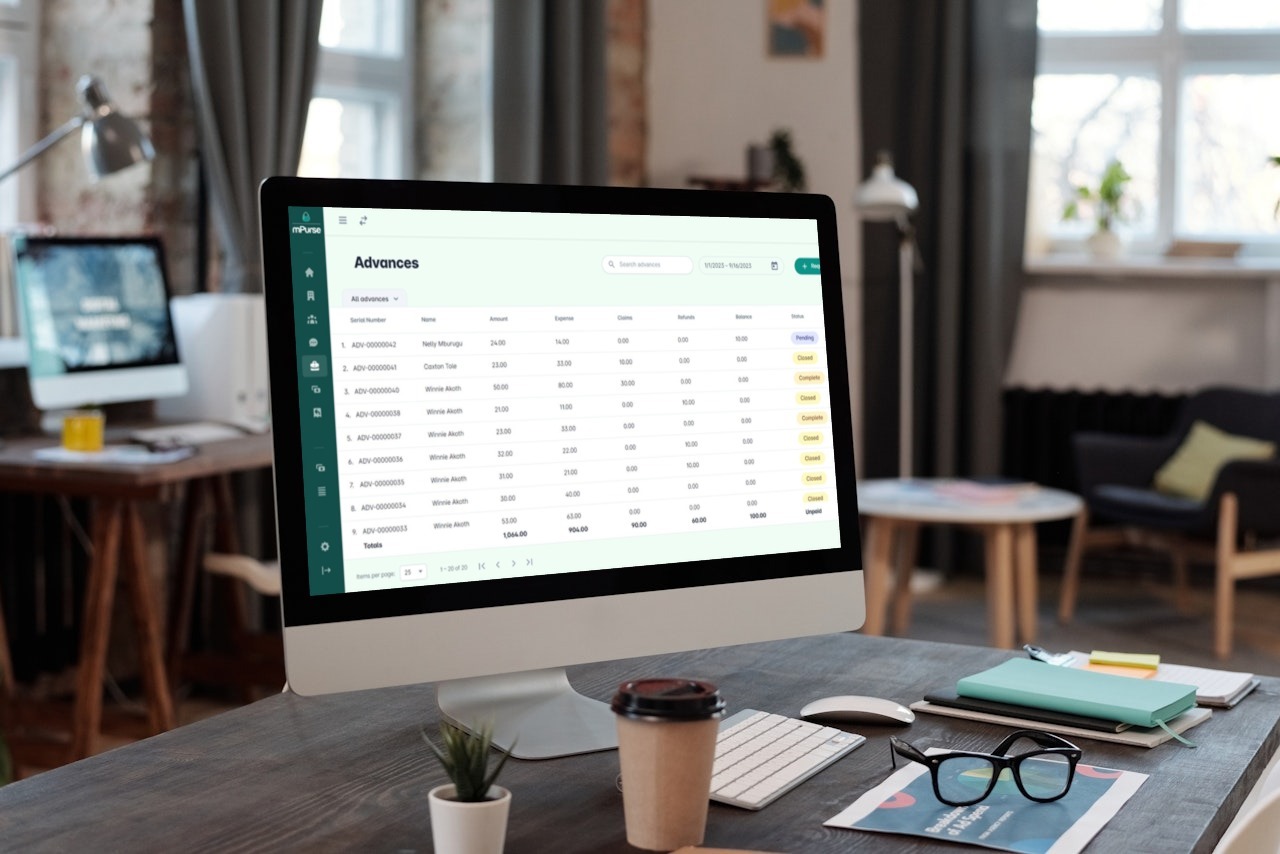 mPurse
Advances
Search advances
1/1/2023 - 9/16/2023
+ Req
All advances
Serial Number Name Amount Expense Claims Refunds Balance Status
1. ADV-00000042 Nelly Mburugu 24.00 14.00 0.00 0.00 10.00 Pending
2. ADV-00000041 Caxton Tole 23.00 33.00 10.00 0.00 0.00 Closed
3. ADV-00000040 Winnie Akoth 50.00 80.00 30.00 0.00 0.00 Complete
4. ADV-00000038 Winnie Akoth 21.00 11.00 0.00 10.00 0.00 Closed
5. ADV-00000037 Winnie Akoth 23.00 33.00 0.00 0.00 0.00 Complete
6. ADV-00000036 Winnie Akoth 32.00 22.00 0.00 10.00 0.00 Closed
7. ADV-00000035 Winnie Akoth 31.00 21.00 0.00 10.00 0.00 Closed
8. ADV-00000034 Winnie Akoth 30.00 40.00 0.00 0.00 0.00 Closed
9. ADV-00000033 Winnie Akoth 53.00 63.00 0.00 0.00 0.00 Closed
Totals 1,064.00 904.00 90.00 60.00 100.00 Unpaid
Items per page: 25 1 - 20 of 20
Breakdown
of Ad Spend